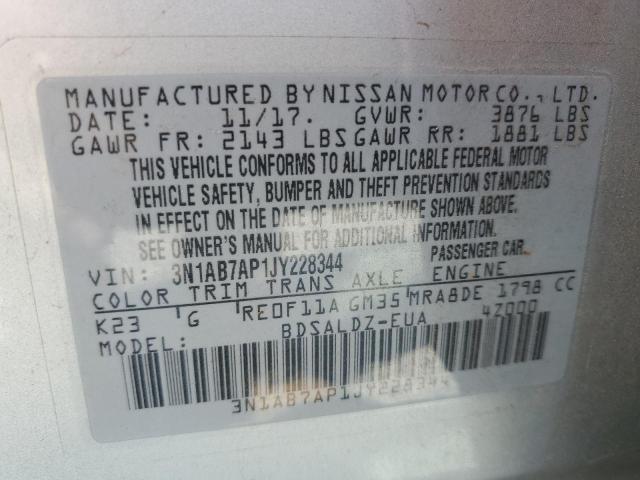 MANUFACTURED BY NISSAN MOTOR CO., LTD.
DATE: 11/17. GVWR: 3876 LBS
GAWR FR: 2143 LBS GAWR RR: 1881 LBS
THIS VEHICLE CONFORMS TO ALL APPLICABLE FEDERAL MOTOR
VEHICLE SAFETY, BUMPER AND THEFT PREVENTION STANDARDS
IN EFFECT ON THE DATE OF MANUFACTURE SHOWN ABOVE.
SEE OWNER'S MANUAL FOR ADDITIONAL INFORMATION
VIN: 3N1AB7AP1JY228344 PASSENGER CAR
COLOR TRIM TRANS AXLE ENGINE
K23 G RE0F11A GM35 MRA8DE 1798 CC
MODEL: BDSALDZ-EUA 4Z000
3N1AB7AP1JY228344